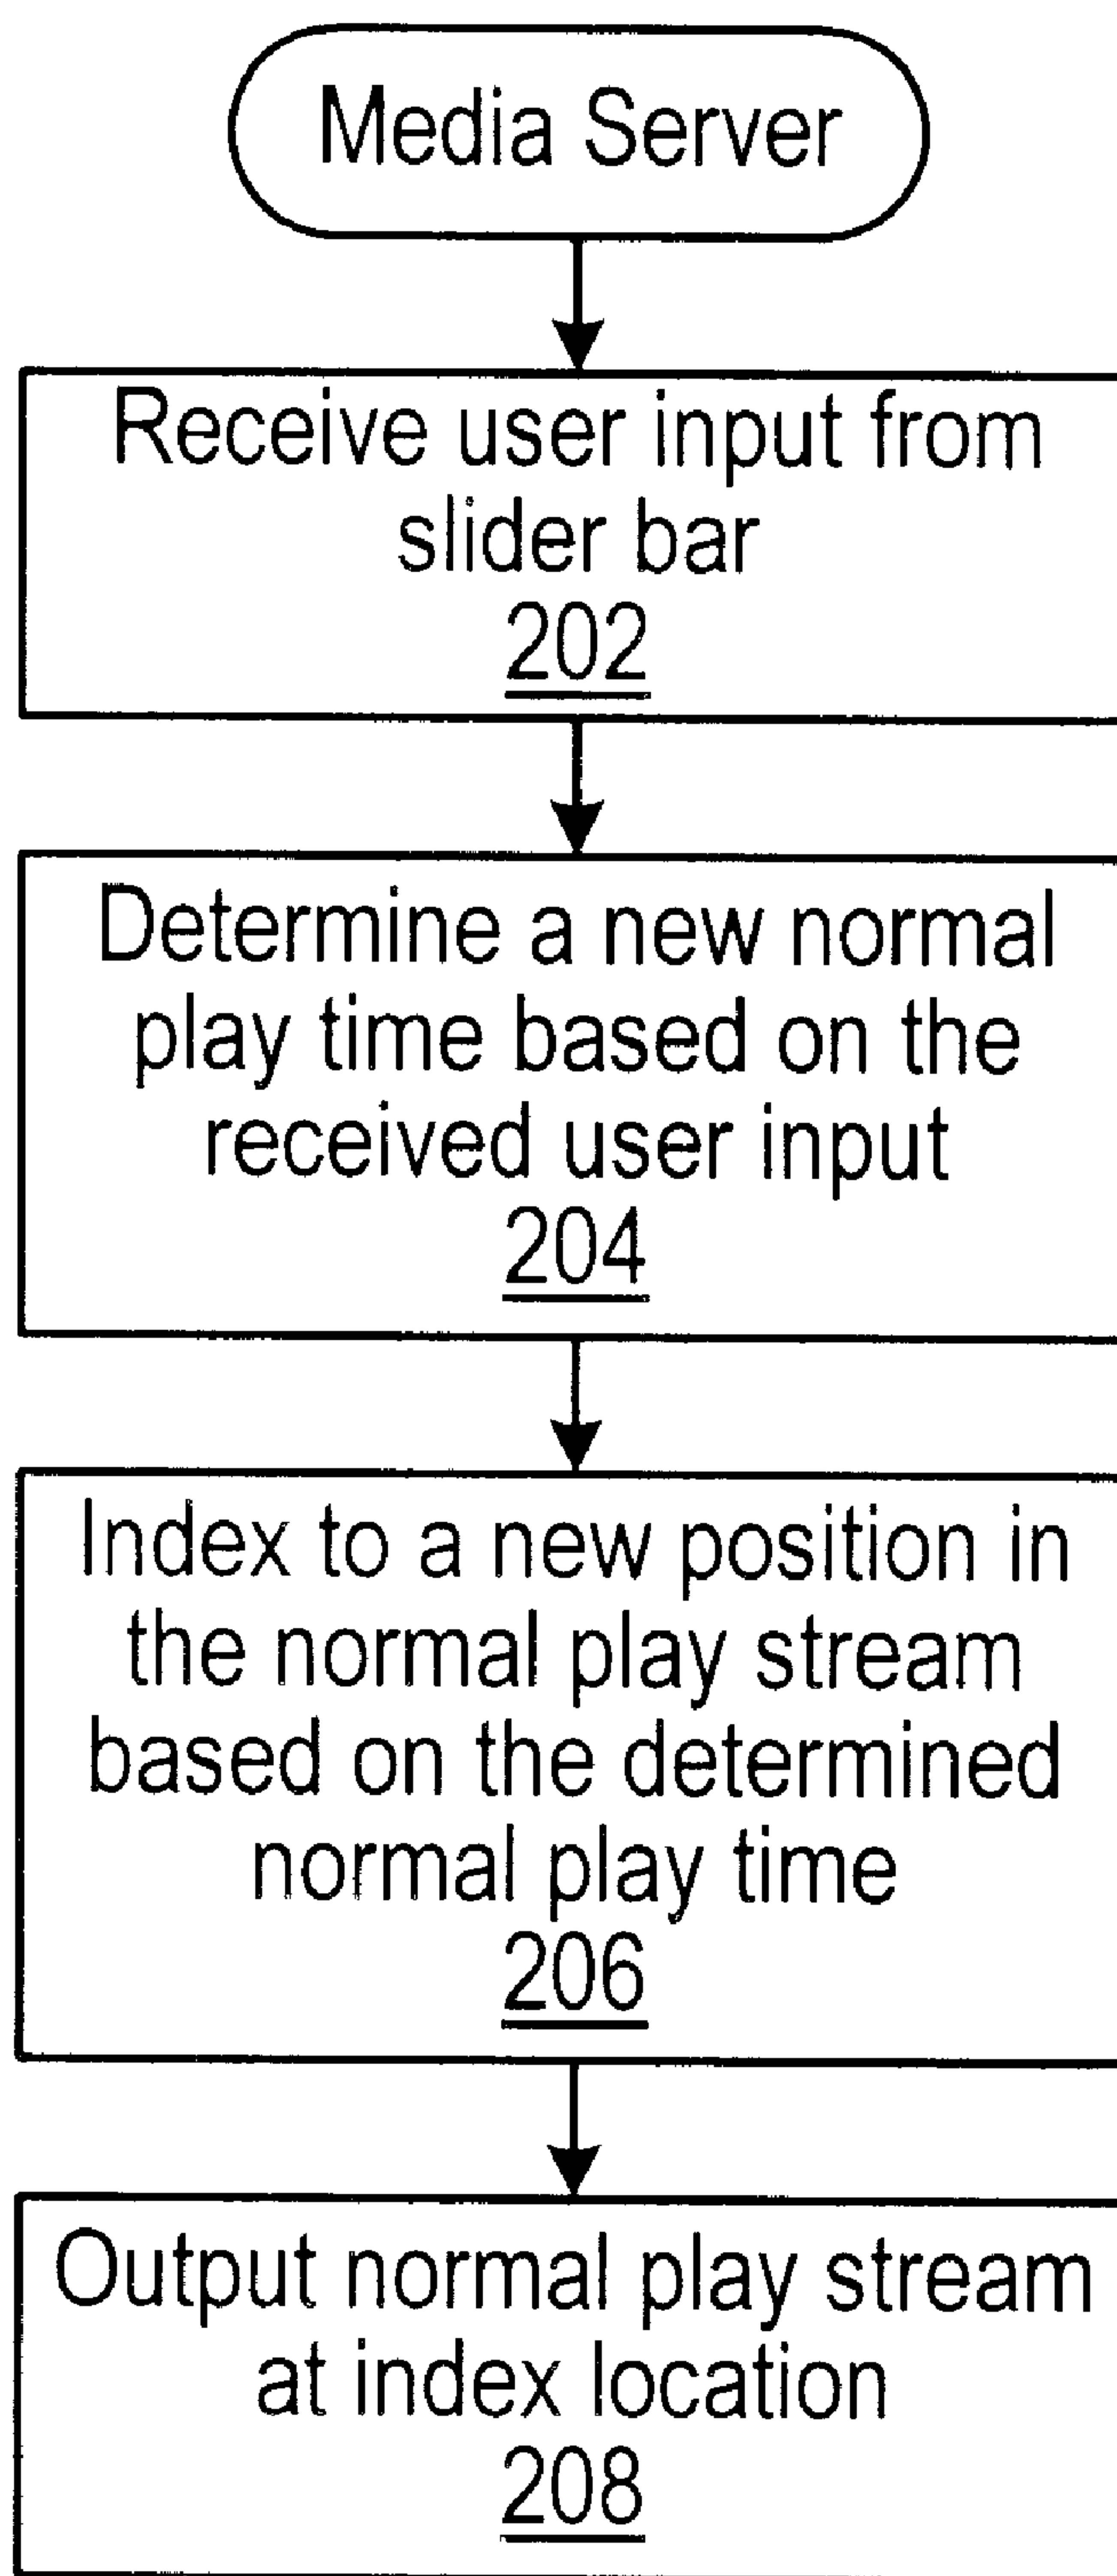 Media Server
Receive user input from
slider bar
202
Determine a new normal
play time based on the
received user input
204
Index to a new position in
the normal play stream
based on the determined
normal play time
206
Output normal play stream
at index location
208